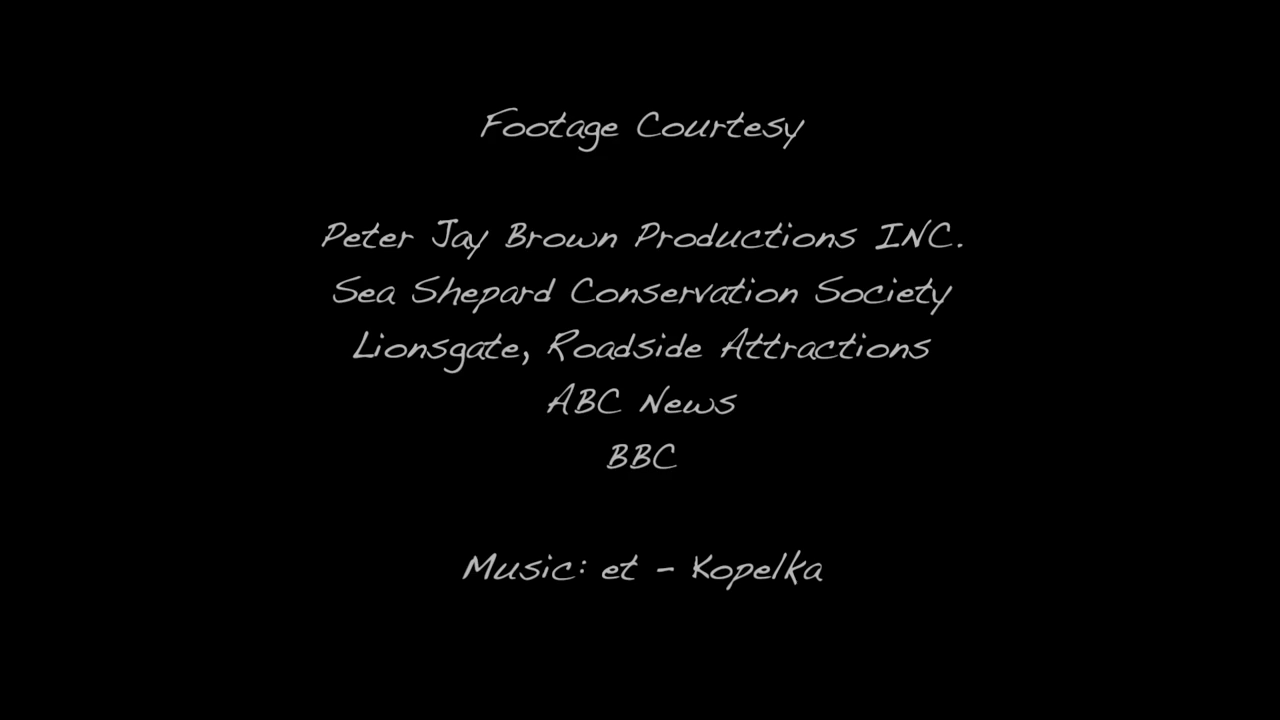 Footage Courtesy
Peter Jay Brown Productions INC.
Sea Shepard Conservation Society
Lionsgate, Roadside Attractions
ABC News
BBC
Music: et - Kopelka